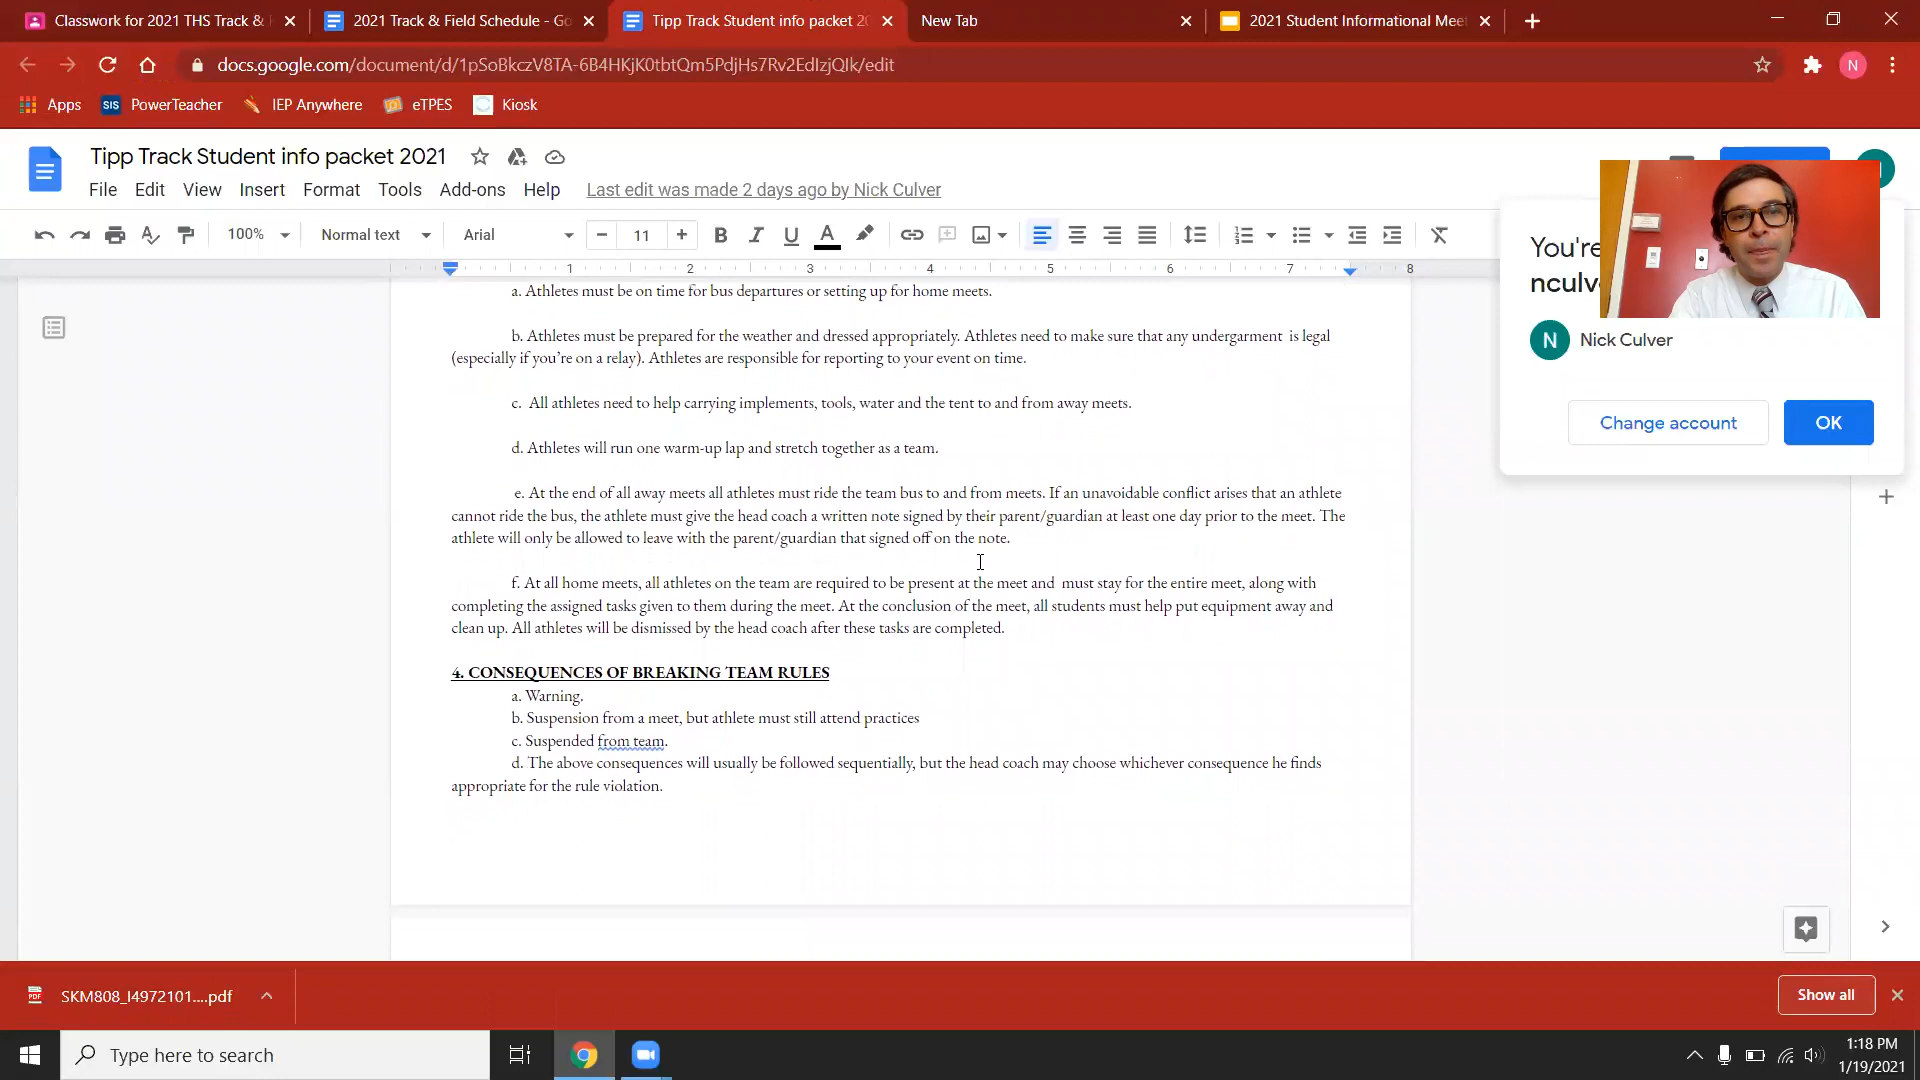 Classwork for 2021 THS Track &
2021 Track & Field Schedule - Go
Tipp Track Student info packet 20
New Tab
2021 Student Informational Meet
docs.google.com/document/d/1pSoBkczV8TA-6B4HKjK0tbtQm5PdjHs7Rv2EdIzjQIk/edit
N
Apps
SIS PowerTeacher
IEP Anywhere
eTPES
Kiosk
Tipp Track Student info packet 2021
File Edit View Insert Format Tools Add-ons Help
Last edit was made 2 days ago by Nick Culver
100% Normal text Arial 11 B I U A
1 2 3 4 5 6 7 8
a. Athletes must be on time for bus departures or setting up for home meets.
b. Athletes must be prepared for the weather and dressed appropriately. Athletes need to make sure that any undergarment is legal
(especially if you're on a relay). Athletes are responsible for reporting to your event on time.
c. All athletes need to help carrying implements, tools, water and the tent to and from away meets.
d. Athletes will run one warm-up lap and stretch together as a team.
e. At the end of all away meets all athletes must ride the team bus to and from meets. If an unavoidable conflict arises that an athlete
cannot ride the bus, the athlete must give the head coach a written note signed by their parent/guardian at least one day prior to the meet. The
athlete will only be allowed to leave with the parent/guardian that signed off on the note.
f. At all home meets, all athletes on the team are required to be present at the meet and must stay for the entire meet, along with
completing the assigned tasks given to them during the meet. At the conclusion of the meet, all students must help put equipment away and
clean up. All athletes will be dismissed by the head coach after these tasks are completed.
4. CONSEQUENCES OF BREAKING TEAM RULES
a. Warning.
b. Suspension from a meet, but athlete must still attend practices
c. Suspended from team.
d. The above consequences will usually be followed sequentially, but the head coach may choose whichever consequence he finds
appropriate for the rule violation.
You're
nculv
N Nick Culver
Change account
OK
PDF SKM808_I4972101....pdf
Show all
Type here to search
1:18 PM
1/19/2021